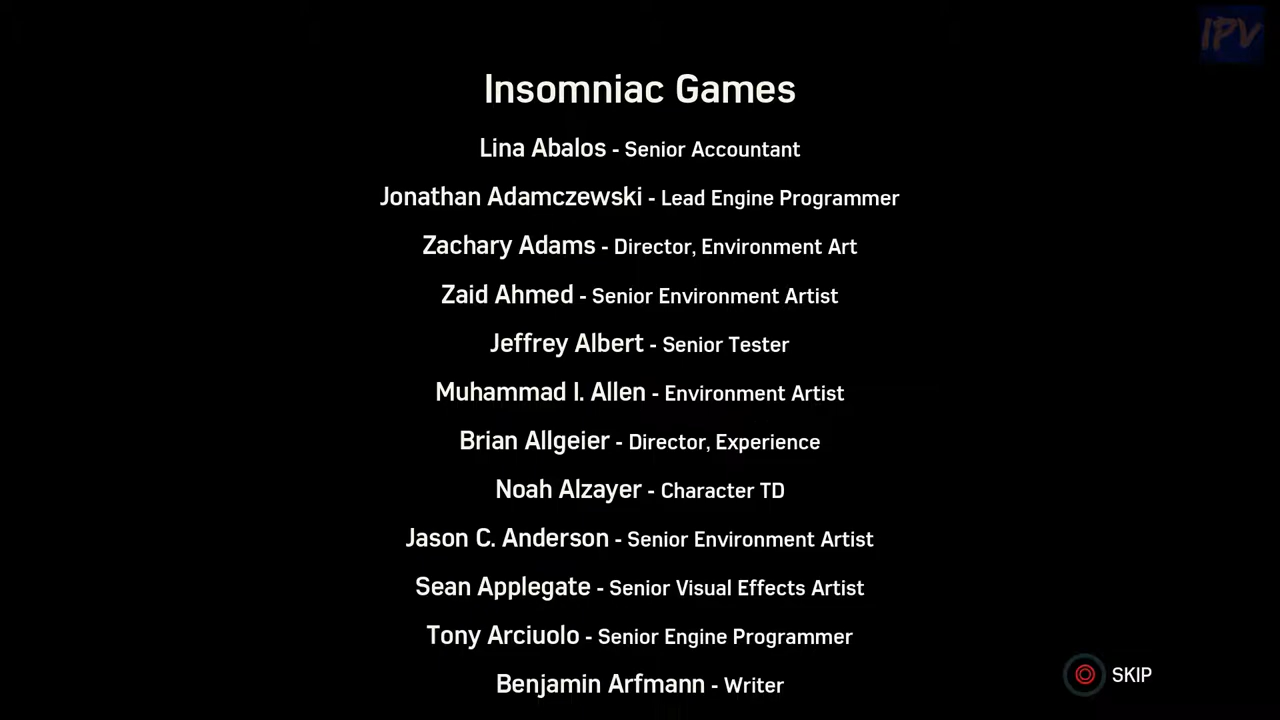 IPV
Insomniac Games
Lina Abalos - Senior Accountant
Jonathan Adamczewski - Lead Engine Programmer
Zachary Adams - Director, Environment Art
Zaid Ahmed - Senior Environment Artist
Jeffrey Albert - Senior Tester
Muhammad I. Allen - Environment Artist
Brian Allgeier - Director, Experience
Noah Alzayer - Character TD
Jason C. Anderson - Senior Environment Artist
Sean Applegate - Senior Visual Effects Artist
Tony Arciuolo - Senior Engine Programmer
Benjamin Arfmann - Writer
SKIP